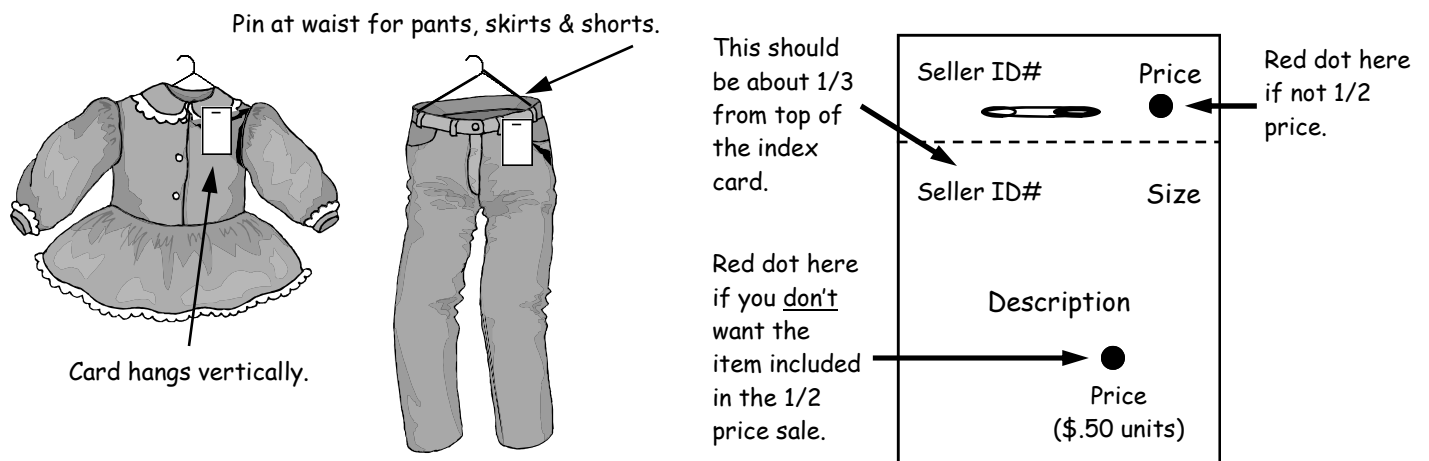 Pin at waist for pants, skirts & shorts.
Card hangs vertically.
This should
be about 1/3
from top of
the index
card.
Red dot here
if you don't
want the
item included
in the 1/2
price sale.
Seller ID#
Price
Seller ID#
Size
Description
Price
($.50 units)
Red dot here
if not 1/2
price.